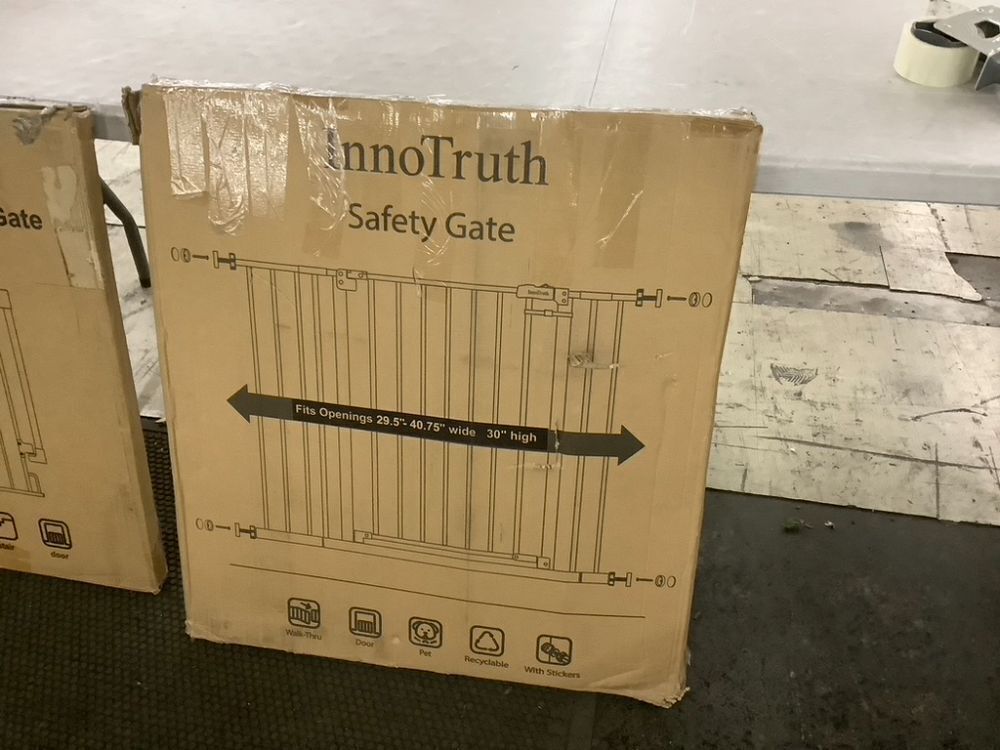 InnoTruth
Safety Gate
InnoTruth
Fits Openings 29.5"- 40.75" wide 30" high
Walk-Thru
Door
Pet
Recyclable
With Stickers
Gate
door